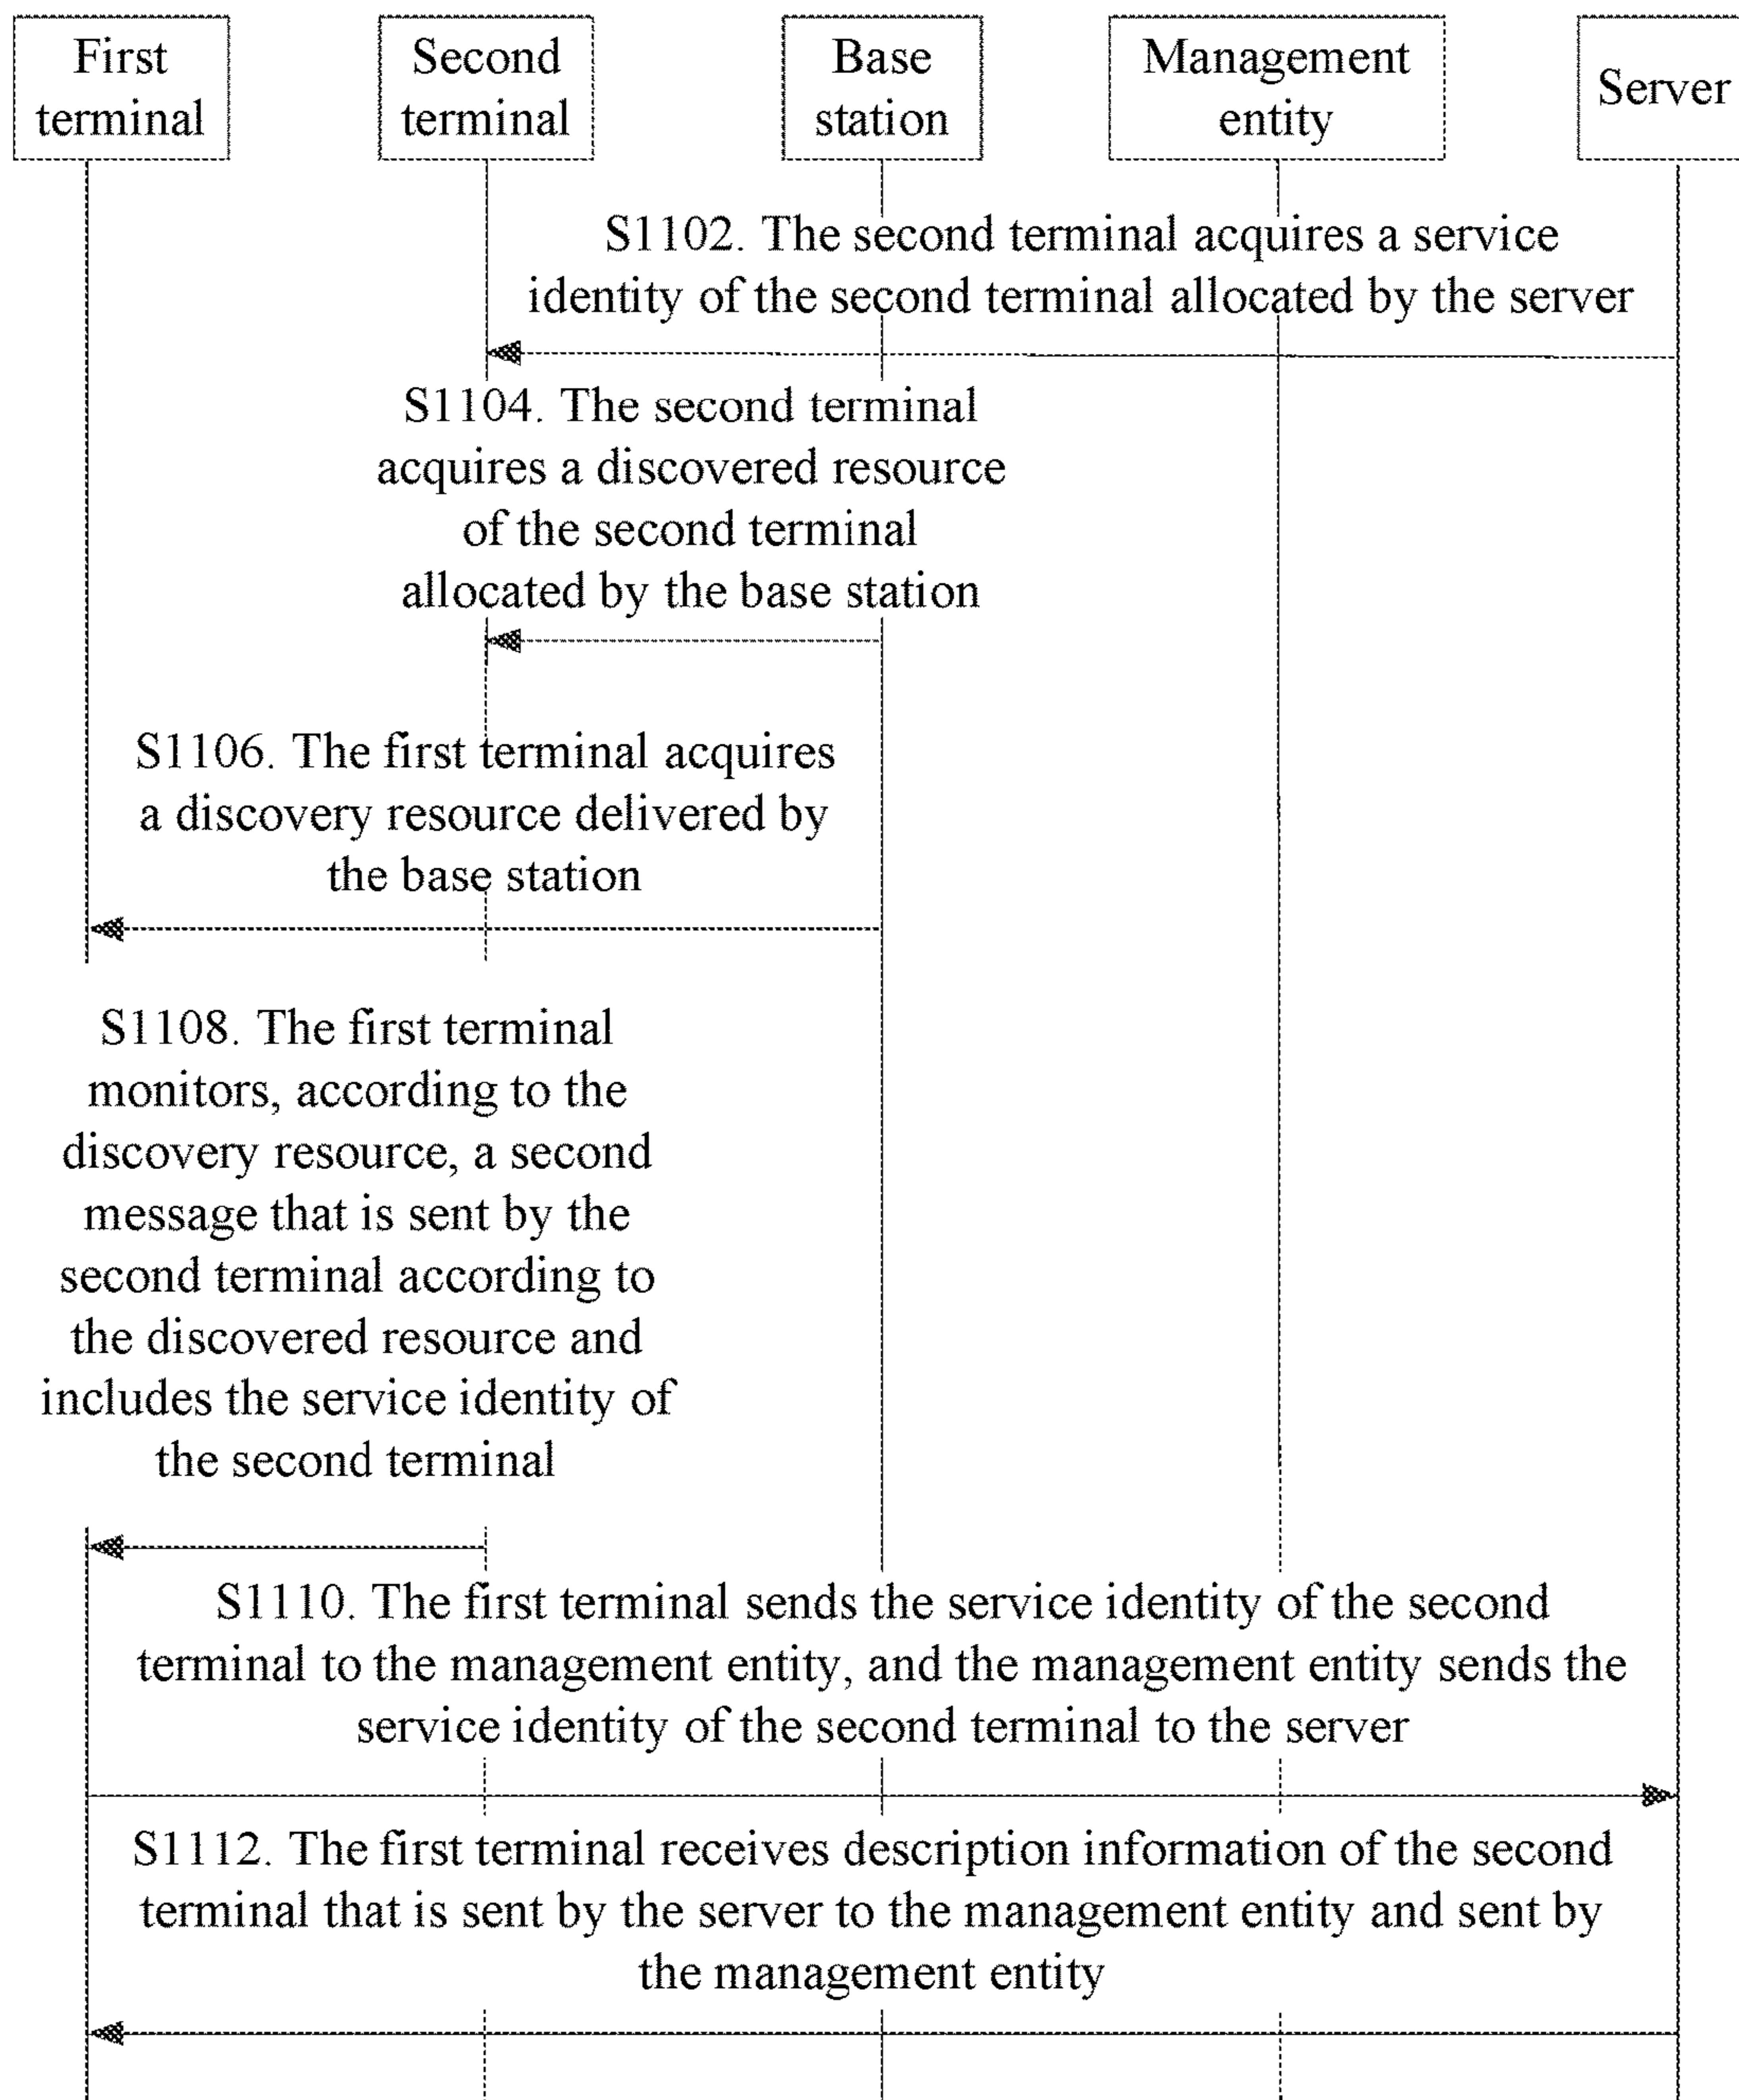 First
terminal
Second
terminal
Base
station
Management
entity
Server
S1102. The second terminal acquires a service
identity of the second terminal allocated by the server
S1104. The second terminal
acquires a discovered resource
of the second terminal
allocated by the base station
S1106. The first terminal acquires
a discovery resource delivered by
the base station
S1108. The first terminal
monitors, according to the
discovery resource, a second
message that is sent by the
second terminal according to
the discovered resource and
includes the service identity of
the second terminal
S1110. The first terminal sends the service identity of the second
terminal to the management entity, and the management entity sends the
service identity of the second terminal to the server
S1112. The first terminal receives description information of the second
terminal that is sent by the server to the management entity and sent by
the management entity